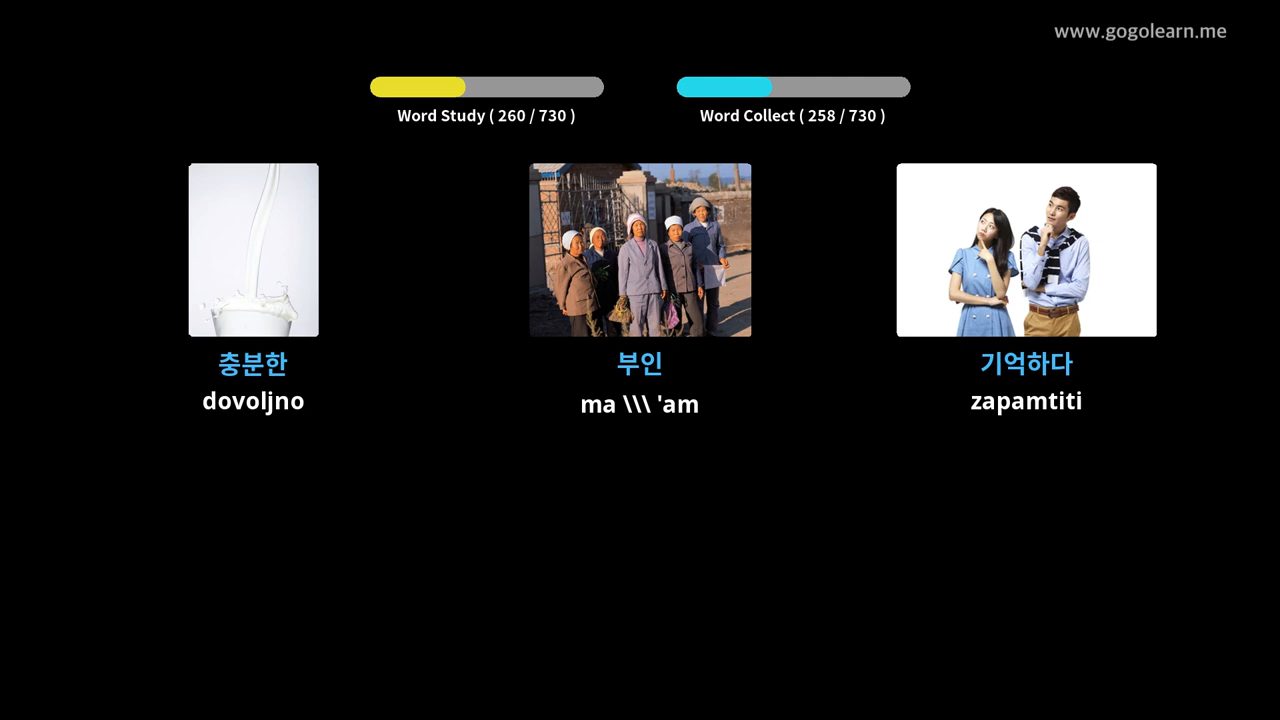 www.gogolearn.me
Word Study ( 260 / 730 )
Word Collect ( 258 / 730 )
충분한
부인
기억하다
dovoljno
ma \\\ 'am
zapamtiti